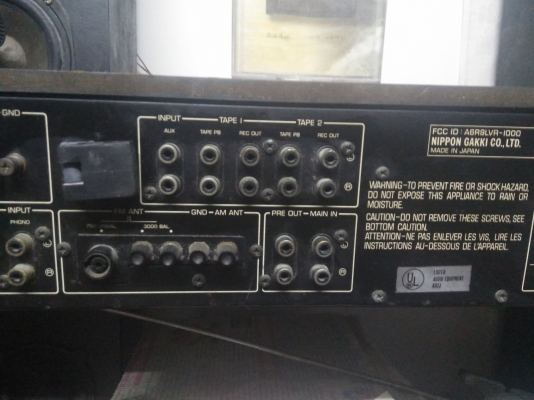 GND
INPUT
TAPE 1
TAPE 2
AUX
TAPE PB
REC OUT
TAPE PB
REC OUT
L
R
FCC ID : A6R8LVR-1000
NIPPON GAKKI CO., LTD.
MADE IN JAPAN
WARNING-TO PREVENT FIRE OR SHOCK HAZARD,
DO NOT EXPOSE THIS APPLIANCE TO RAIN OR
MOISTURE.
CAUTION-DO NOT REMOVE THESE SCREWS, SEE
BOTTOM CAUTION.
ATTENTION-NE PAS ENLEVER LES VIS, LIRE LES
INSTRUCTIONS AU-DESSOUS DE L'APPAREIL.
INPUT
PHONO
L
R
FM ANT
GND
AM ANT
300Ω BAL.
PRE OUT
MAIN IN
L
R
UL
LISTED
AUDIO EQUIPMENT